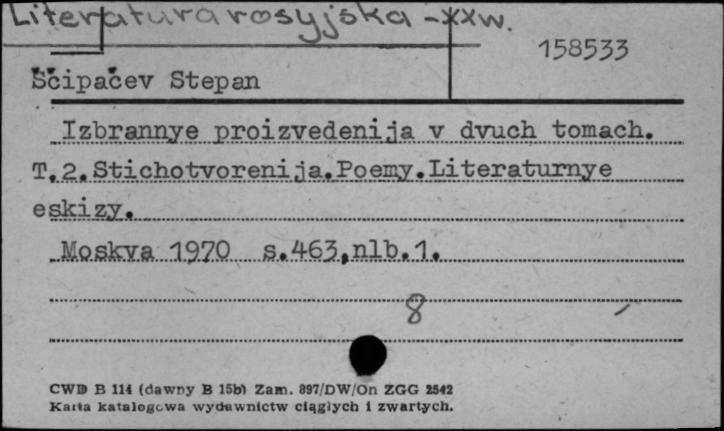 Literatura rosyjska - XX w.
158533
Ščipačev Stepan
Izbrannye proizvedenija v dvuch tomach.
T.2.Stichotvorenija.Poemy.Literaturnye
eskizy.
Moskva 1970 s.463,nlb.1.
8
CWD B 114 (dawny B 15b) Zam. 897/DW/On ZGG 2542
Karta katalogowa wydawnictw ciągłych i zwartych.